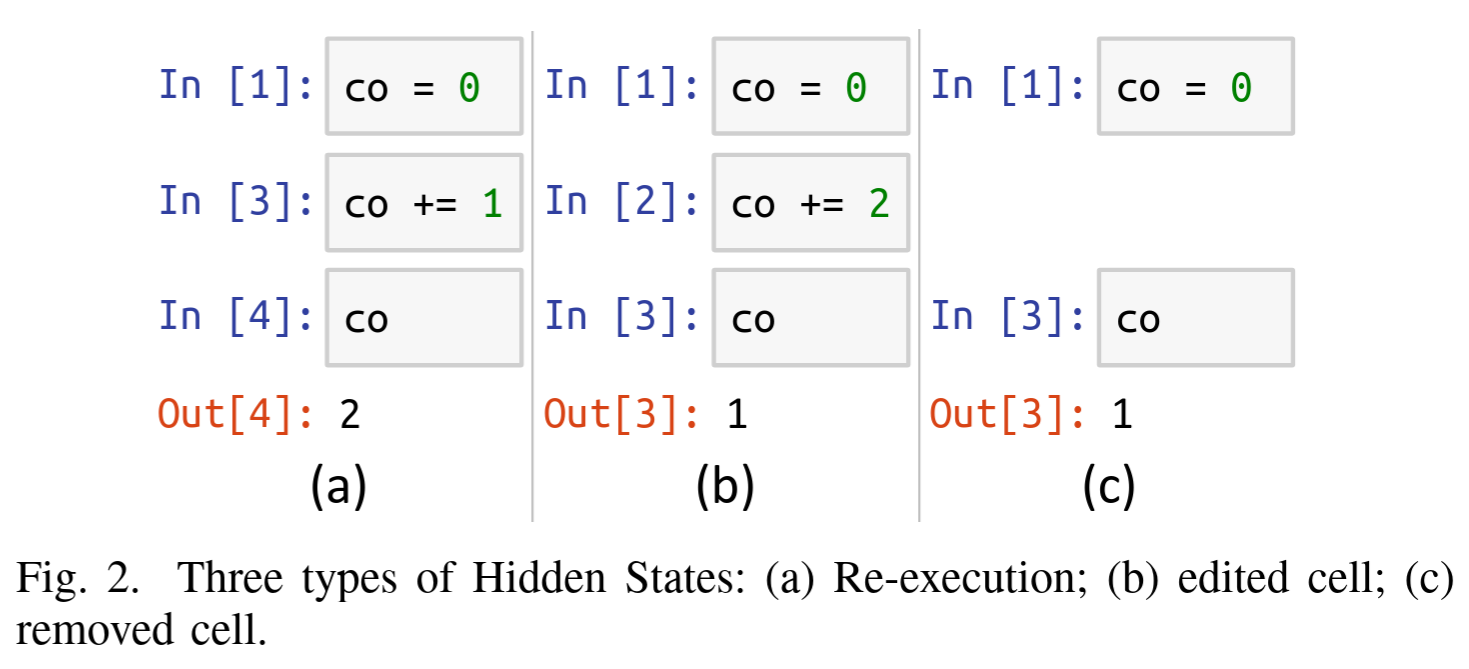 In [1]: co = 0
In [3]: co += 1
In [4]: co
Out[4]: 2
(a)
In [1]: co = 0
In [2]: co += 2
In [3]: co
Out[3]: 1
(b)
In [1]: co = 0
In [3]: co
Out[3]: 1
(c)
Fig. 2. Three types of Hidden States: (a) Re-execution; (b) edited cell; (c)
removed cell.